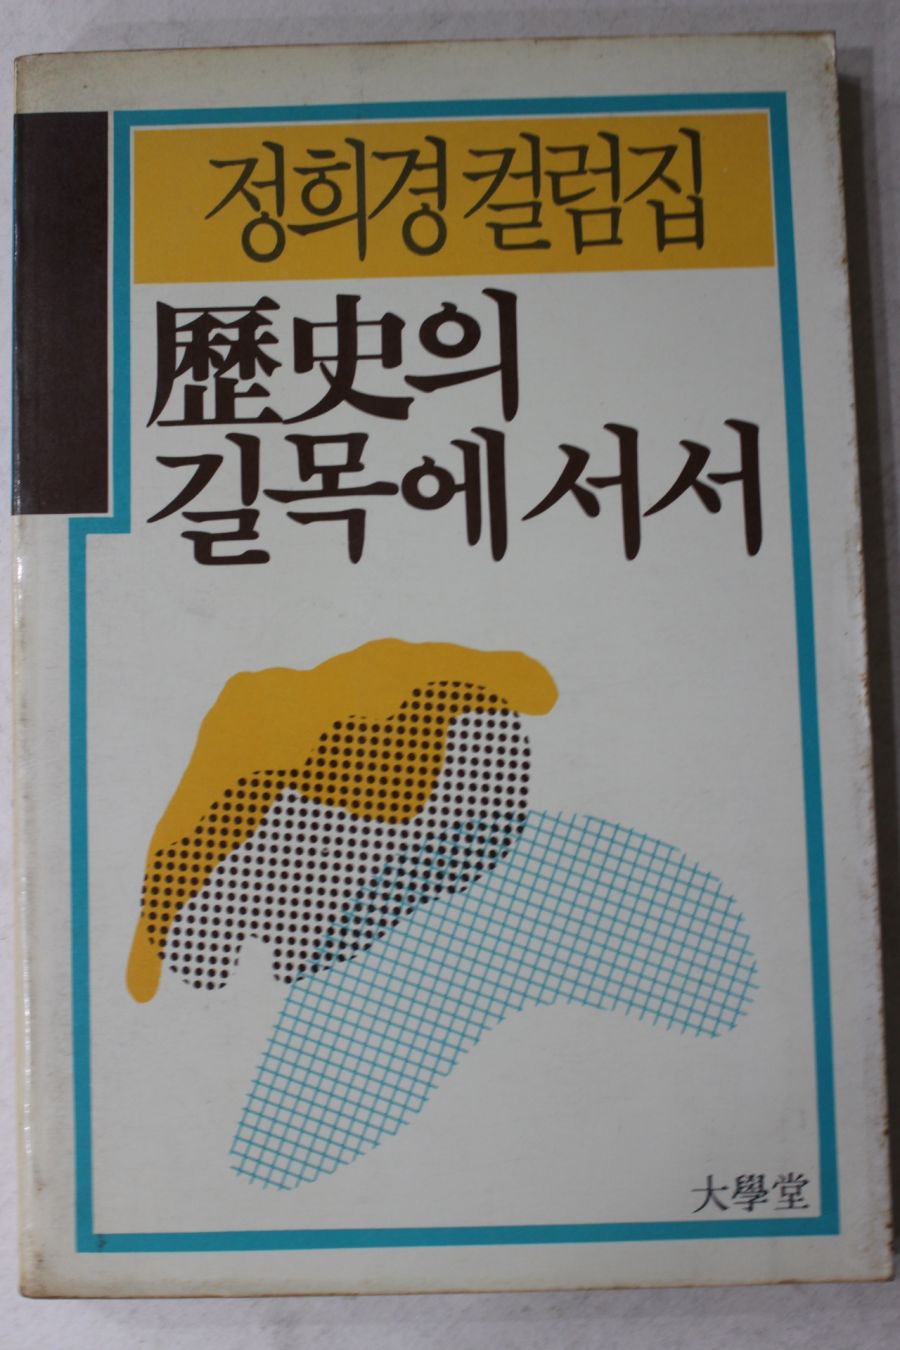 정희경 컬럼집
歷史의
길목에 서서
大學堂